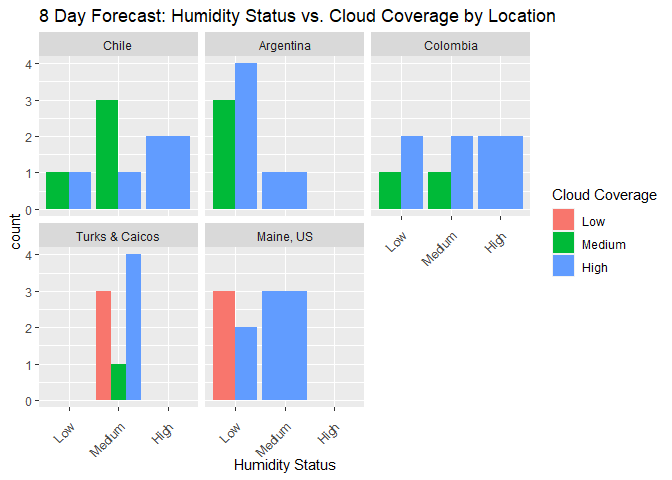 8 Day Forecast: Humidity Status vs. Cloud Coverage by Location
Chile
Argentina
Colombia
4
3
2
1
0
count
Turks & Caicos
Maine, US
4
3
2
1
0
Low
Medium
High
Low
Medium
High
Low
Medium
High
Humidity Status
Cloud Coverage
Low
Medium
High